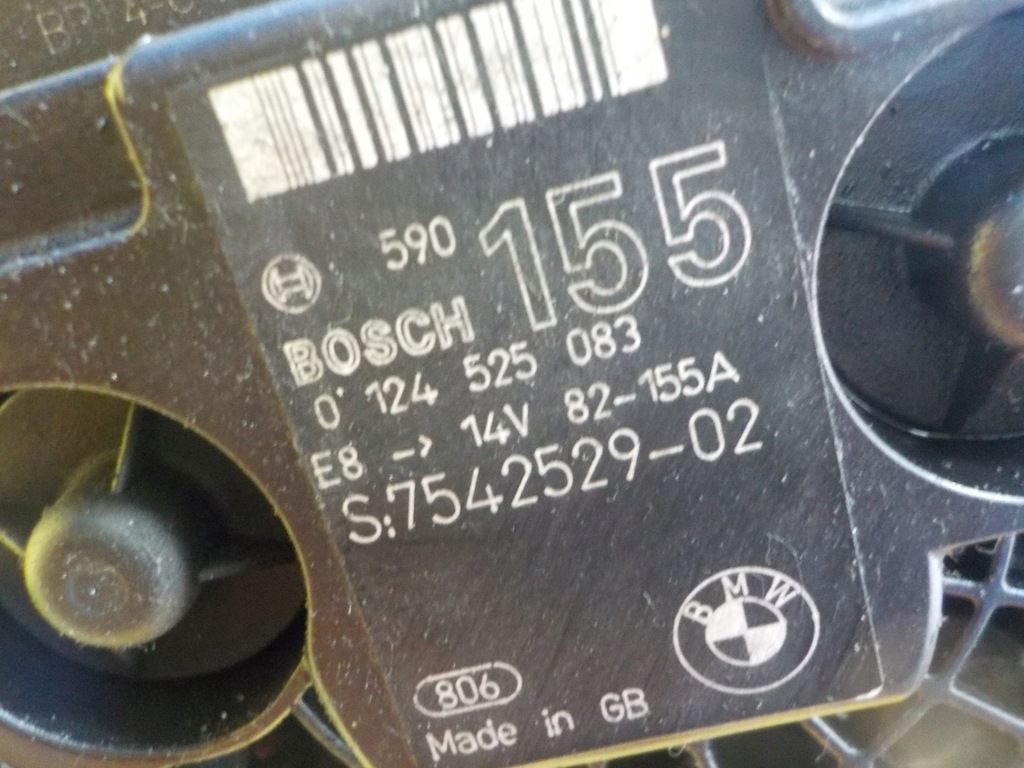 590
155
BOSCH
0 124 525 083
E8 -> 14V 82-155A
S:7542529-02
BMW
806
Made in GB